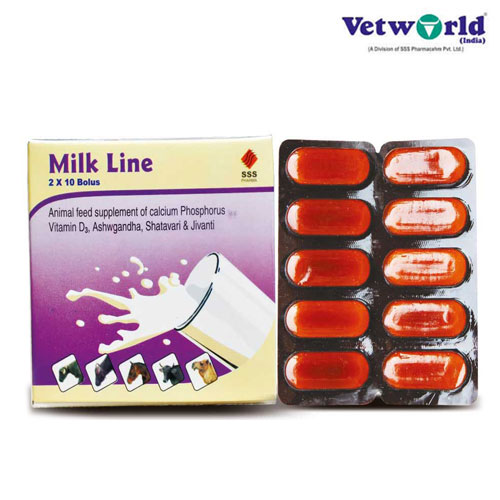 Vetworld
(India)
(A Division of SSS Pharmachem Pvt. Ltd.)
Milk Line
2 X 10 Bolus
SSS
PHARMA
Animal feed supplement of calcium Phosphorus
Vitamin D3, Ashwgandha, Shatavari & Jivanti